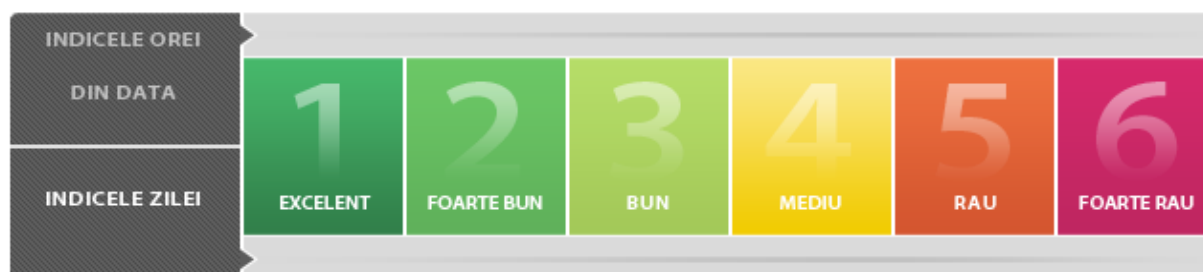 INDICELE OREI
DIN DATA
INDICELE ZILEI
1
EXCELENT
2
FOARTE BUN
3
BUN
4
MEDIU
5
RAU
6
FOARTE RAU